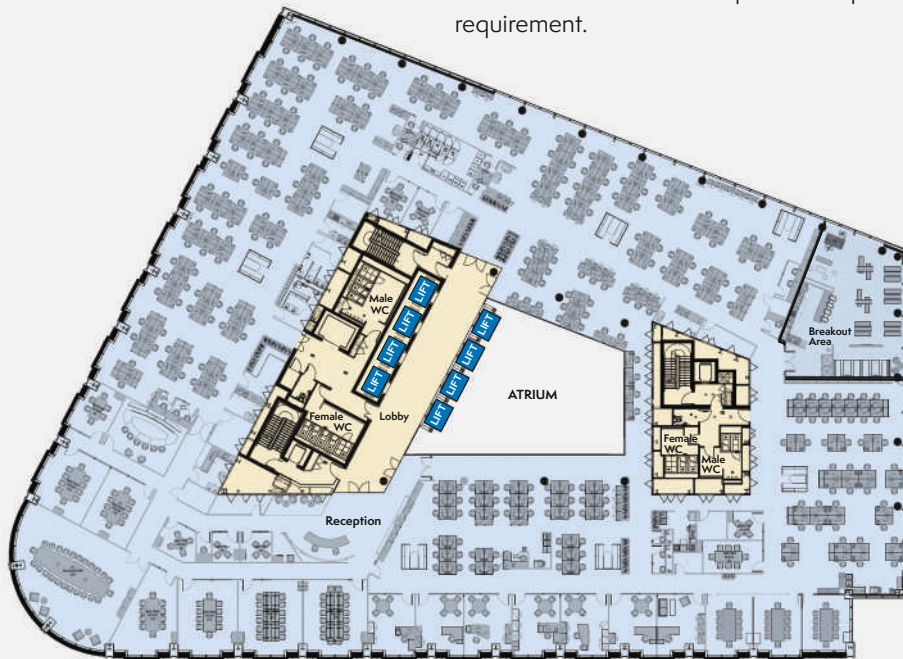 requirement.
LIFT
Male
WC
LIFT
LIFT
LIFT
LIFT
LIFT
LIFT
LIFT
Breakout
Area
ATRIUM
Female
WC
Lobby
Female
WC
Male
WC
Reception